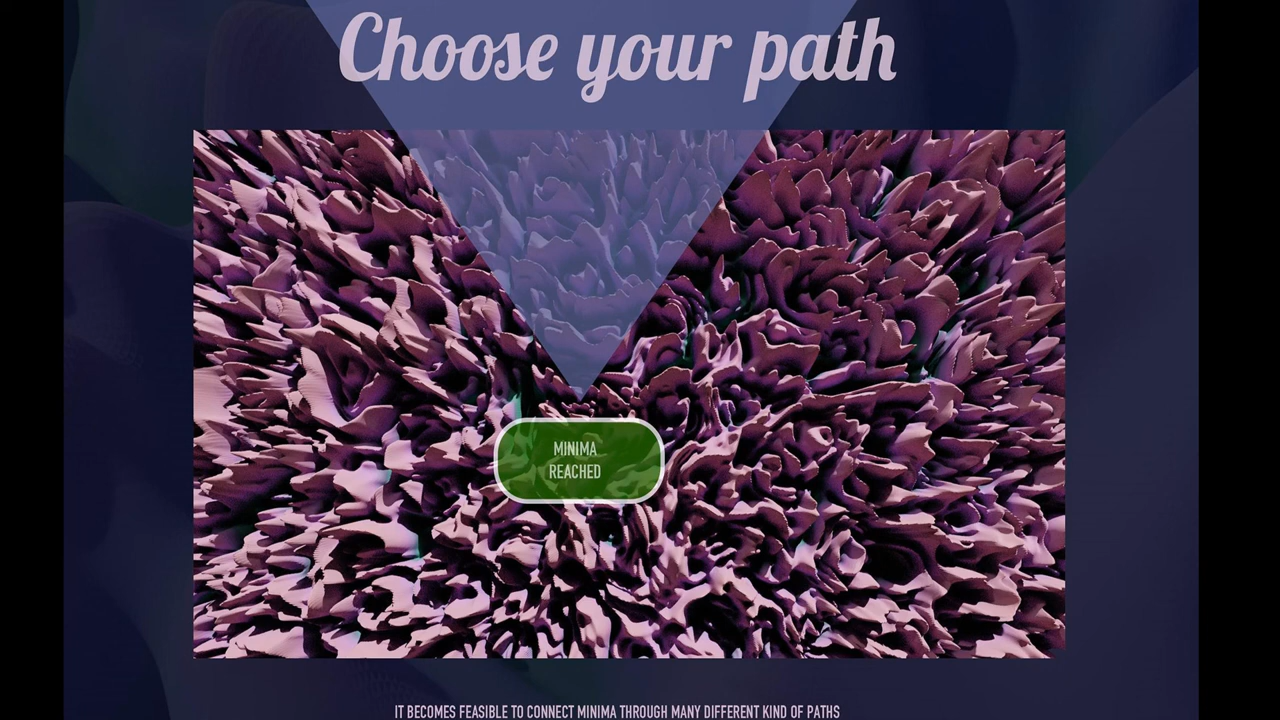 Choose your path
MINIMA
REACHED
IT BECOMES FEASIBLE TO CONNECT MINIMA THROUGH MANY DIFFERENT KIND OF PATHS